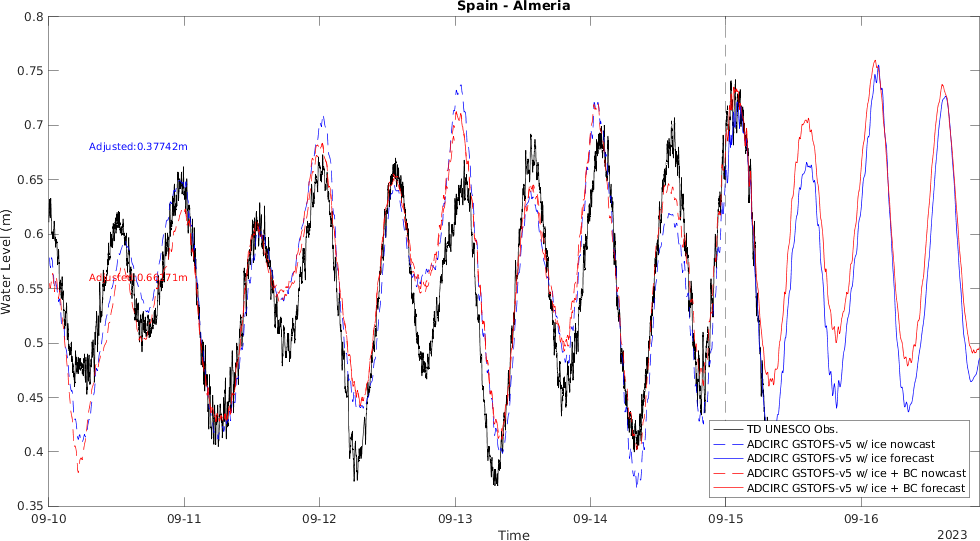 Spain - Almeria
0.8
0.75
0.7
0.65
0.6
0.55
0.5
0.45
0.4
0.35
Water Level (m)
Adjusted:0.37742m
Adjusted:0.66271m
TD UNESCO Obs.
ADCIRC GSTOFS-v5 w/ ice nowcast
ADCIRC GSTOFS-v5 w/ ice forecast
ADCIRC GSTOFS-v5 w/ ice + BC nowcast
ADCIRC GSTOFS-v5 w/ ice + BC forecast
09-10 09-11 09-12 09-13 09-14 09-15 09-16
Time
2023